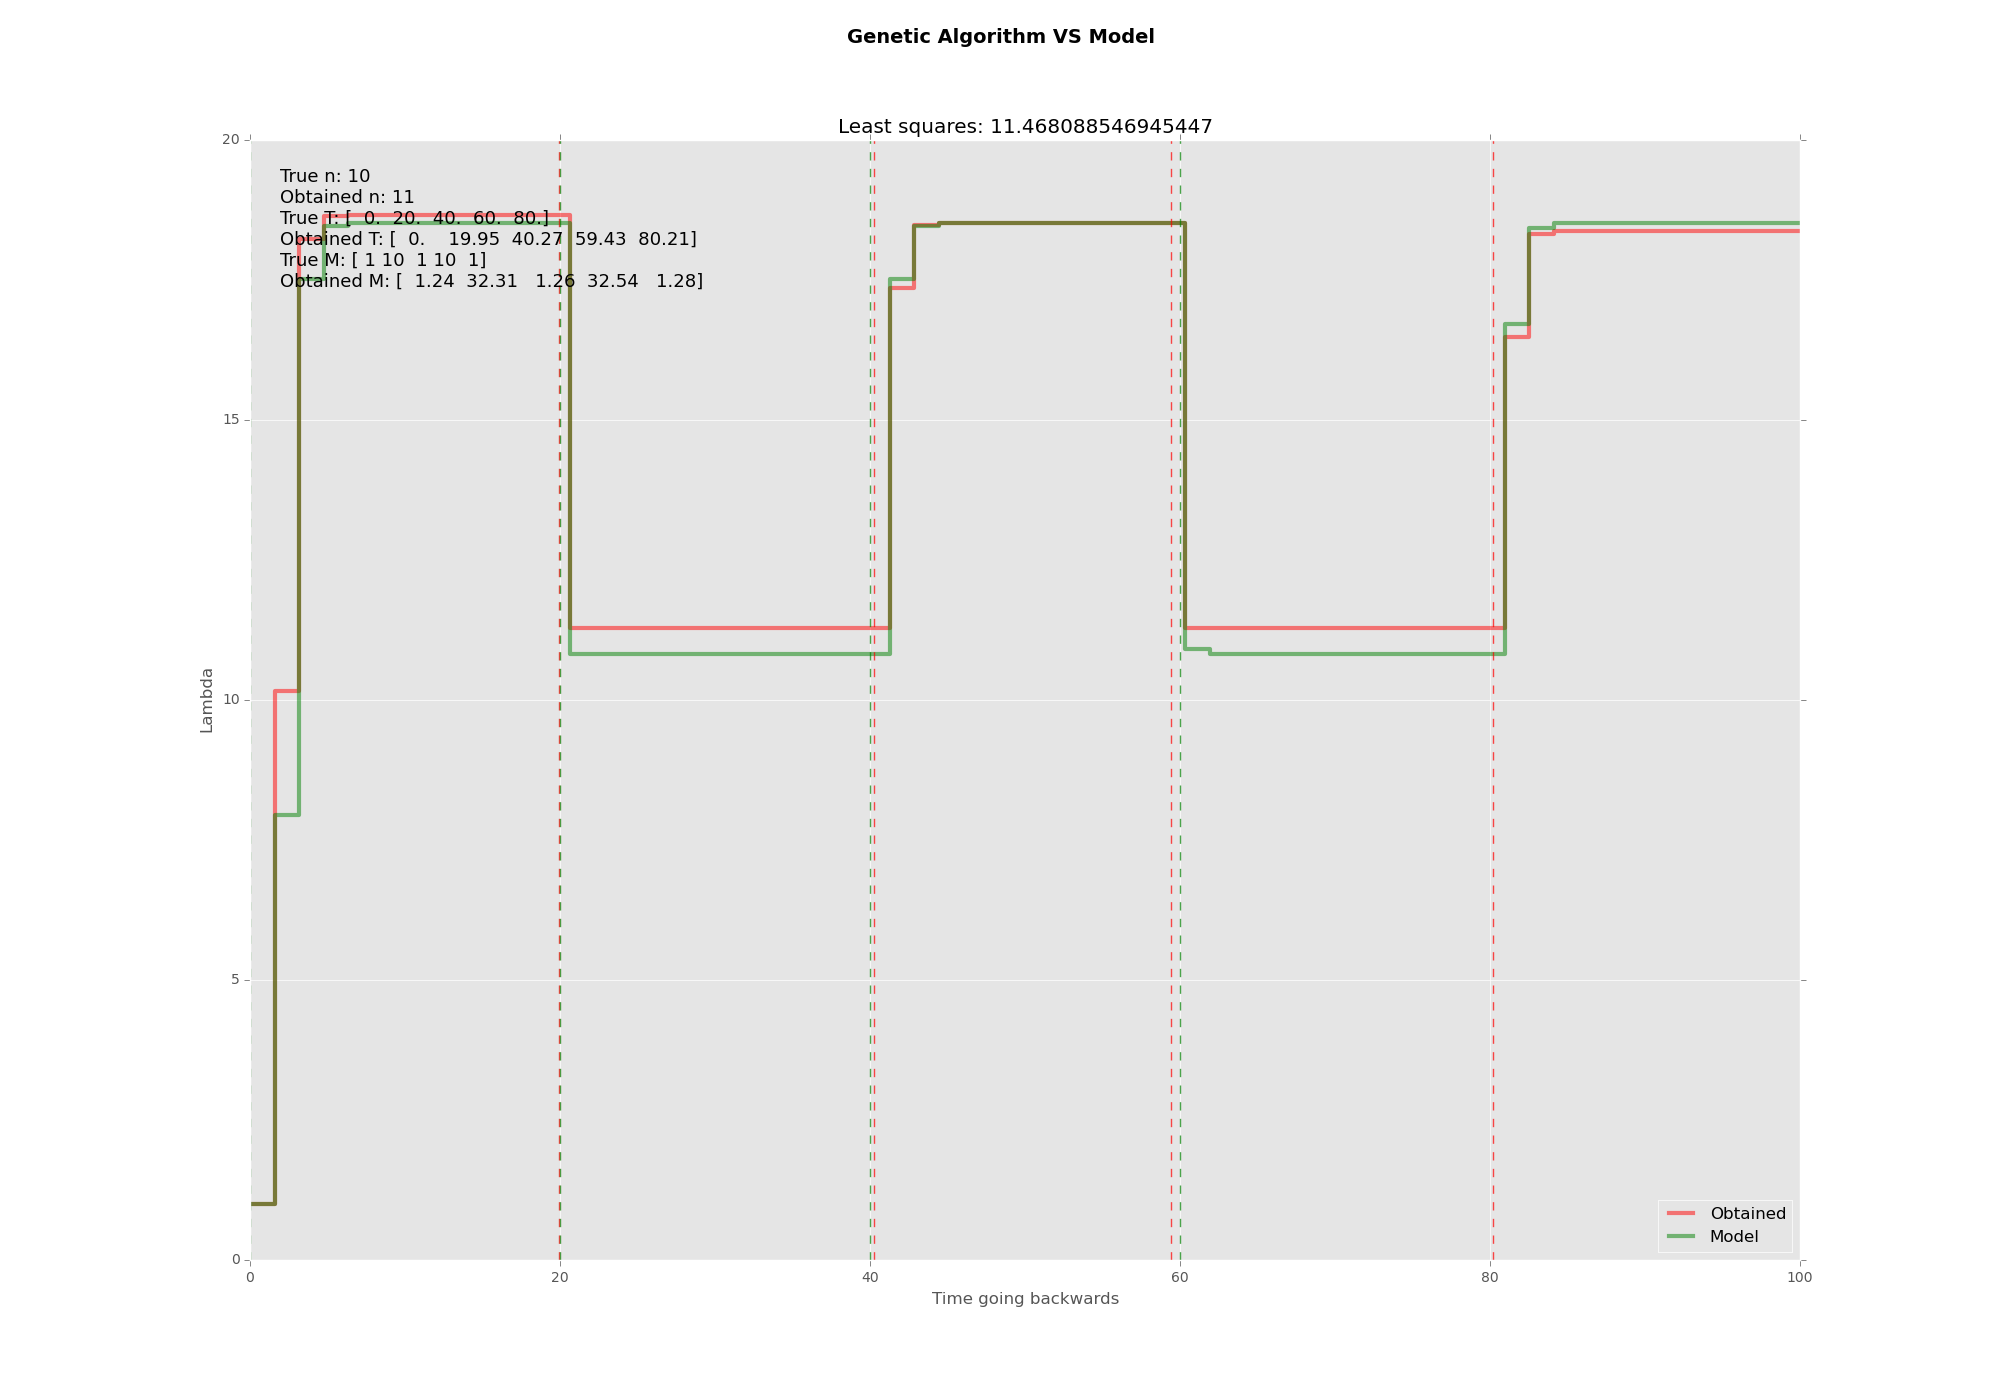 Genetic Algorithm VS Model
Least squares: 11.468088546945447
True n: 10
Obtained n: 11
True T: [  0.  20.  40.  60.  80.]
Obtained T: [  0.    19.95  40.27  59.43  80.21]
True M: [ 1 10  1 10  1]
Obtained M: [  1.24  32.31   1.26  32.54   1.28]
20
15
10
5
0
Lambda
0 20 40 60 80 100
Time going backwards
Obtained
Model